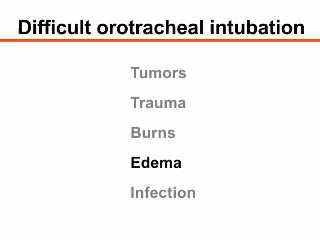 Difficult orotracheal intubation
Tumors
Trauma
Burns
Edema
Infection